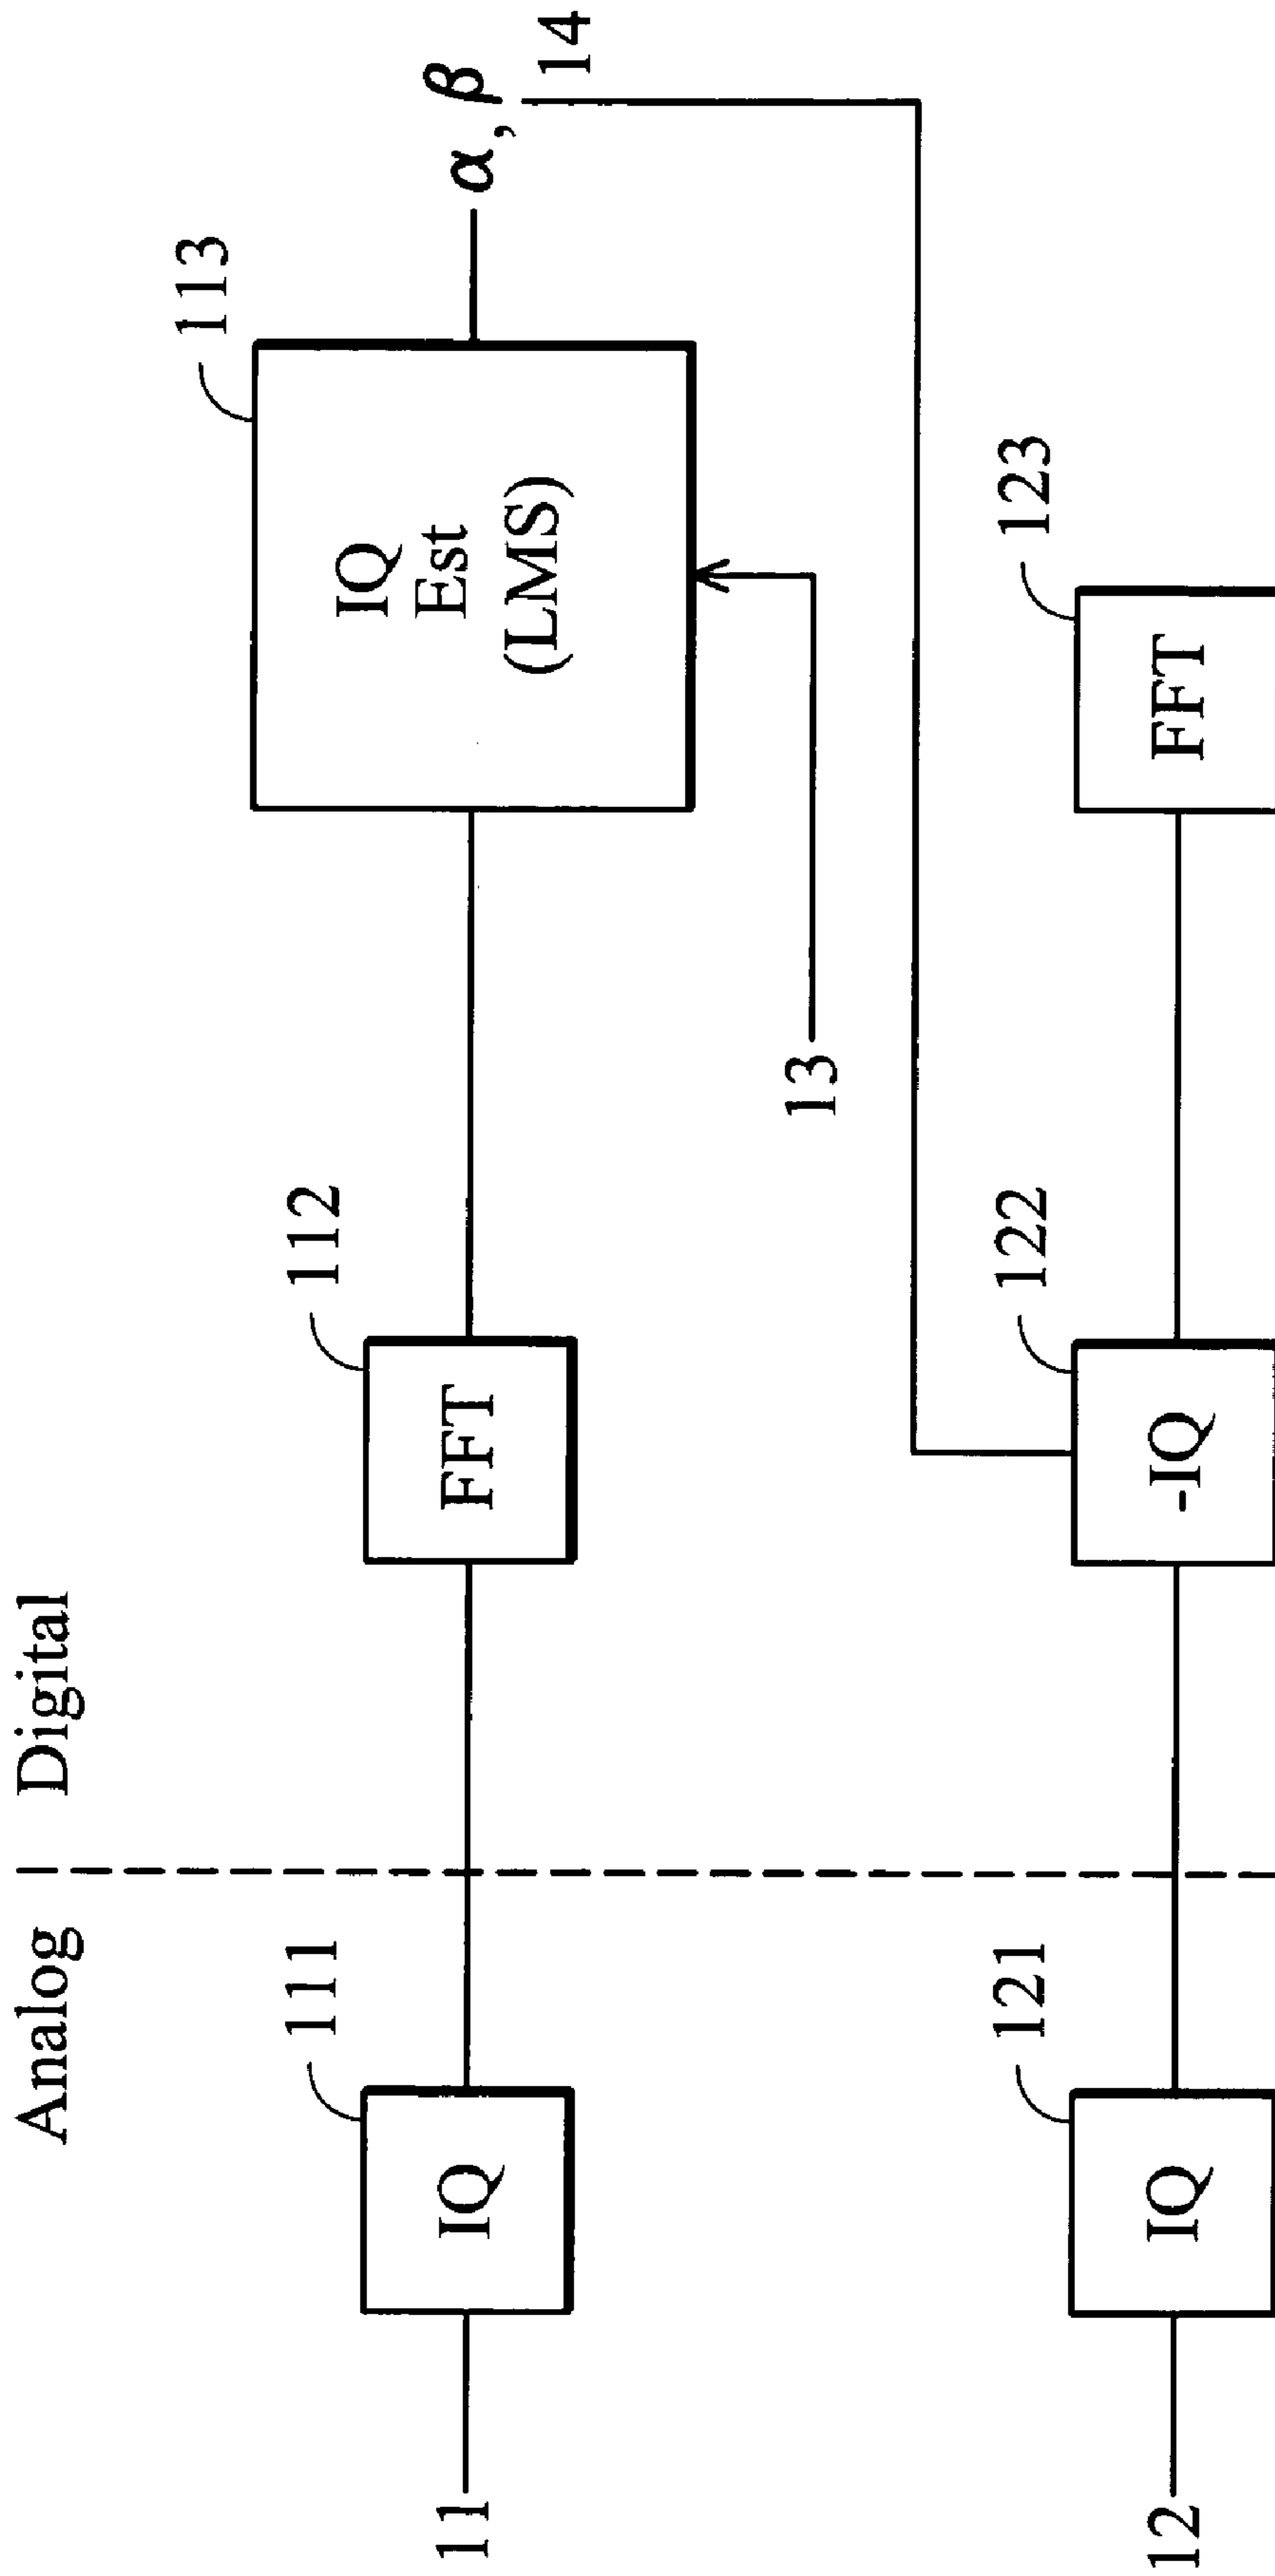 Analog
Digital
111
112
113
11
IQ
FFT
IQ
Est
(LMS)
α, β
14
13
121
122
123
12
IQ
-IQ
FFT